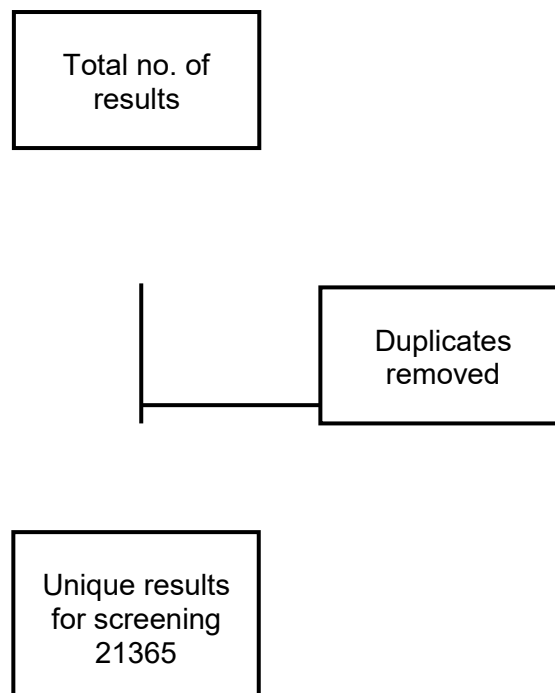 Total no. of
results
Duplicates
removed
Unique results
for screening
21365